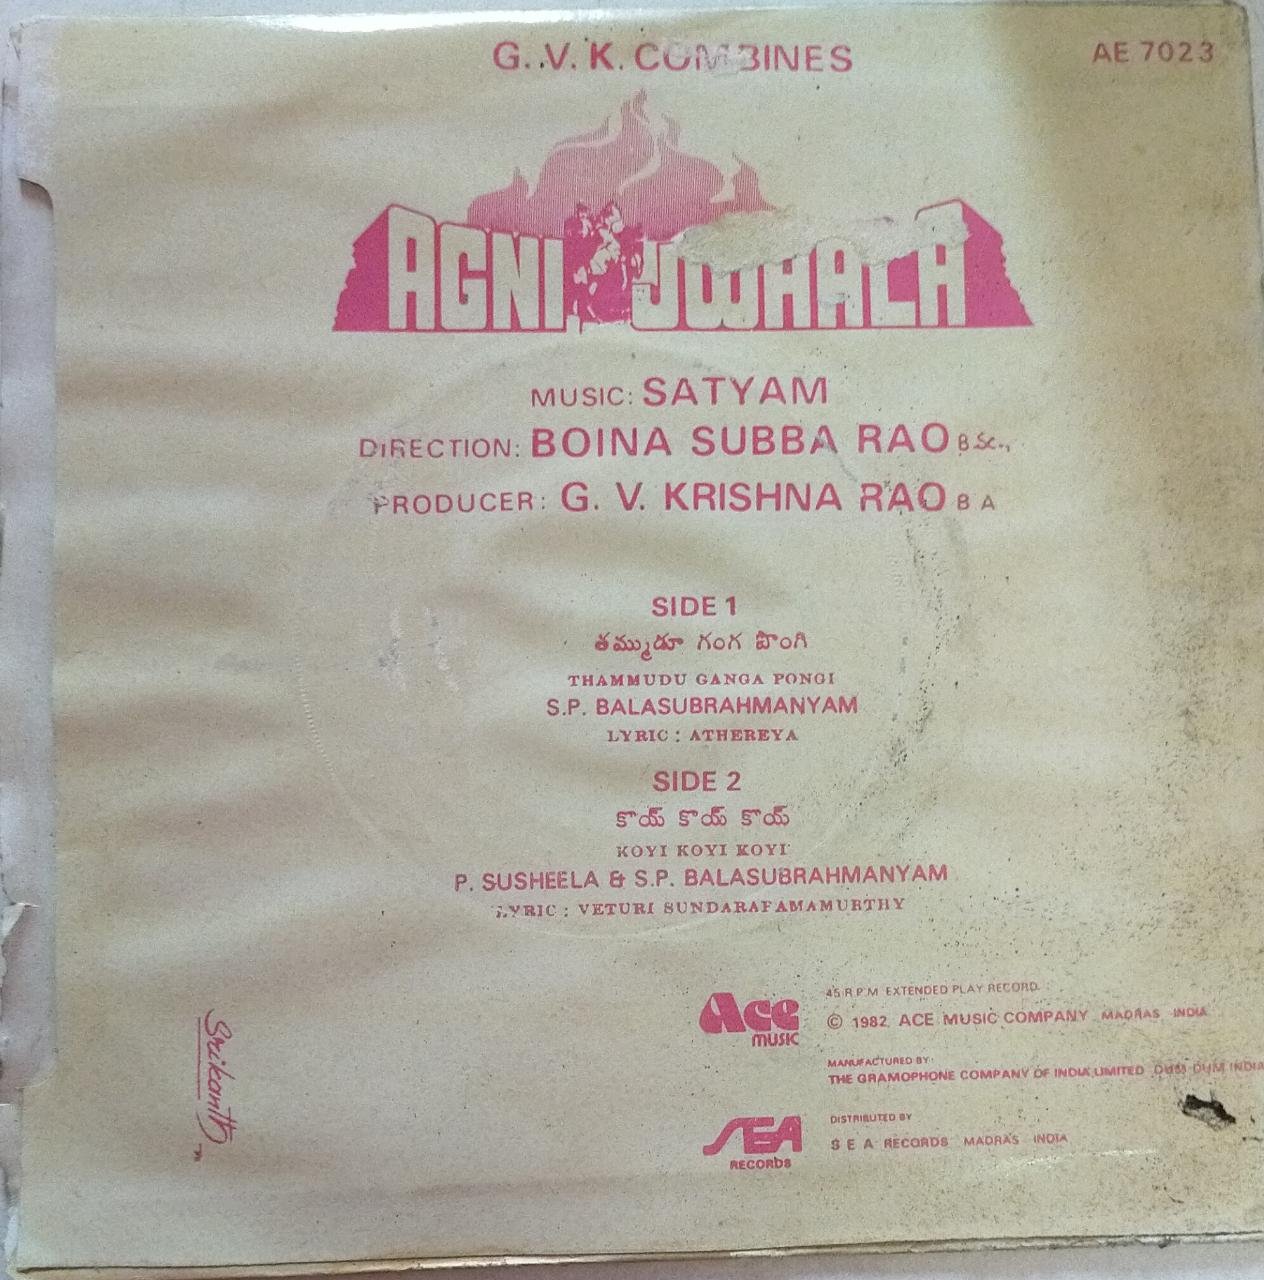 G. V. K. COMBINES
AE 7023
AGNI JWHALA
MUSIC: SATYAM
DIRECTION: BOINA SUBBA RAO B.Sc.,
PRODUCER: G. V. KRISHNA RAO B A
SIDE 1
తమ్ముడూ గంగ పొంగి
THAMMUDU GANGA PONGI
S.P. BALASUBRAHMANYAM
LYRIC : ATHEREYA
SIDE 2
కొాయ్ కొాయ్ కొాయ్
KOYI KOYI KOYI
P. SUSHEELA & S.P. BALASUBRAHMANYAM
LYRIC : VETURI SUNDARARAMAMURTHY
Ace
MUSIC
45 R P M EXTENDED PLAY RECORD
© 1982 ACE MUSIC COMPANY MADRAS INDIA
MANUFACTURED BY:
THE GRAMOPHONE COMPANY OF INDIA LIMITED DUM DUM INDIA
SEA
RECORDS
DISTRIBUTED BY
S E A RECORDS MADRAS INDIA
Srikanth